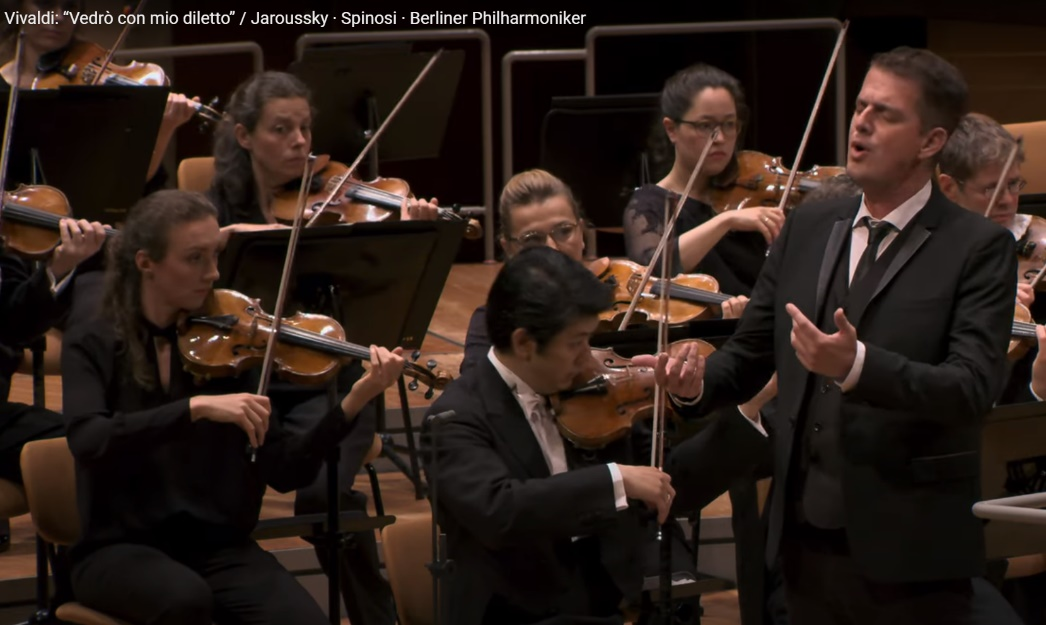 Vivaldi: “Vedrò con mio diletto” / Jaroussky · Spinosi · Berliner Philharmoniker